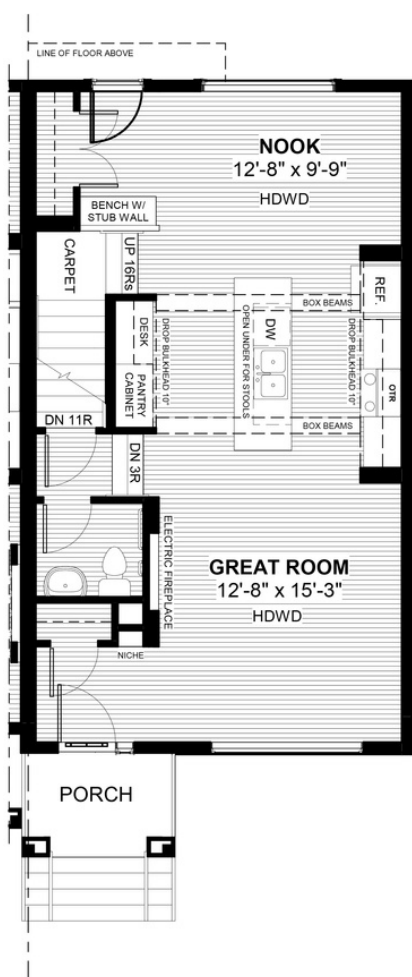 LINE OF FLOOR ABOVE
NOOK
12'-8" x 9'-9"
HDWD
BENCH W/
STUB WALL
CARPET
UP 16Rs
REF.
BOX BEAMS
DESK
DROP BULKHEAD 10"
OPEN UNDER FOR STOOLS
DW
DROP BULKHEAD 10"
OTR
PANTRY
CABINET
DN 11R
BOX BEAMS
DN 3R
ELECTRIC FIREPLACE
GREAT ROOM
12'-8" x 15'-3"
HDWD
NICHE
PORCH